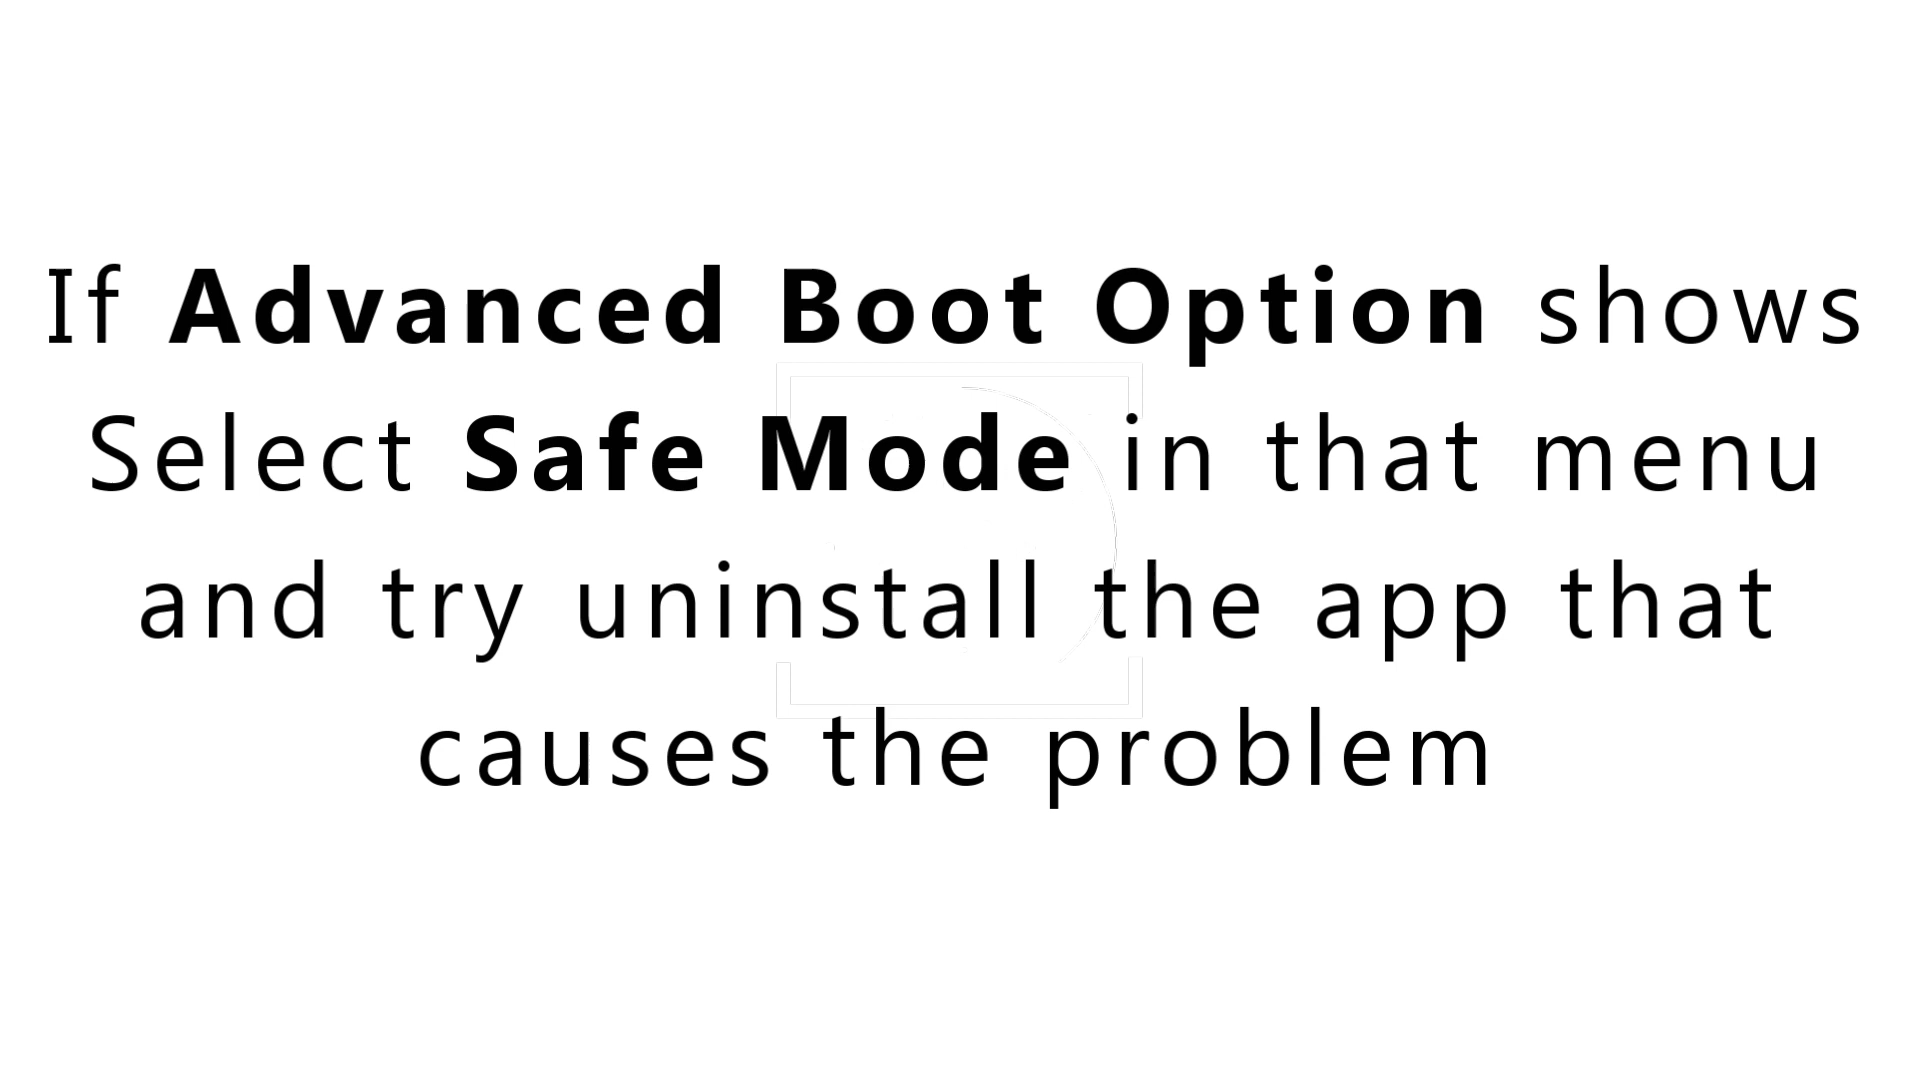 If Advanced Boot Option shows
Select Safe Mode in that menu
and try uninstall the app that
causes the problem